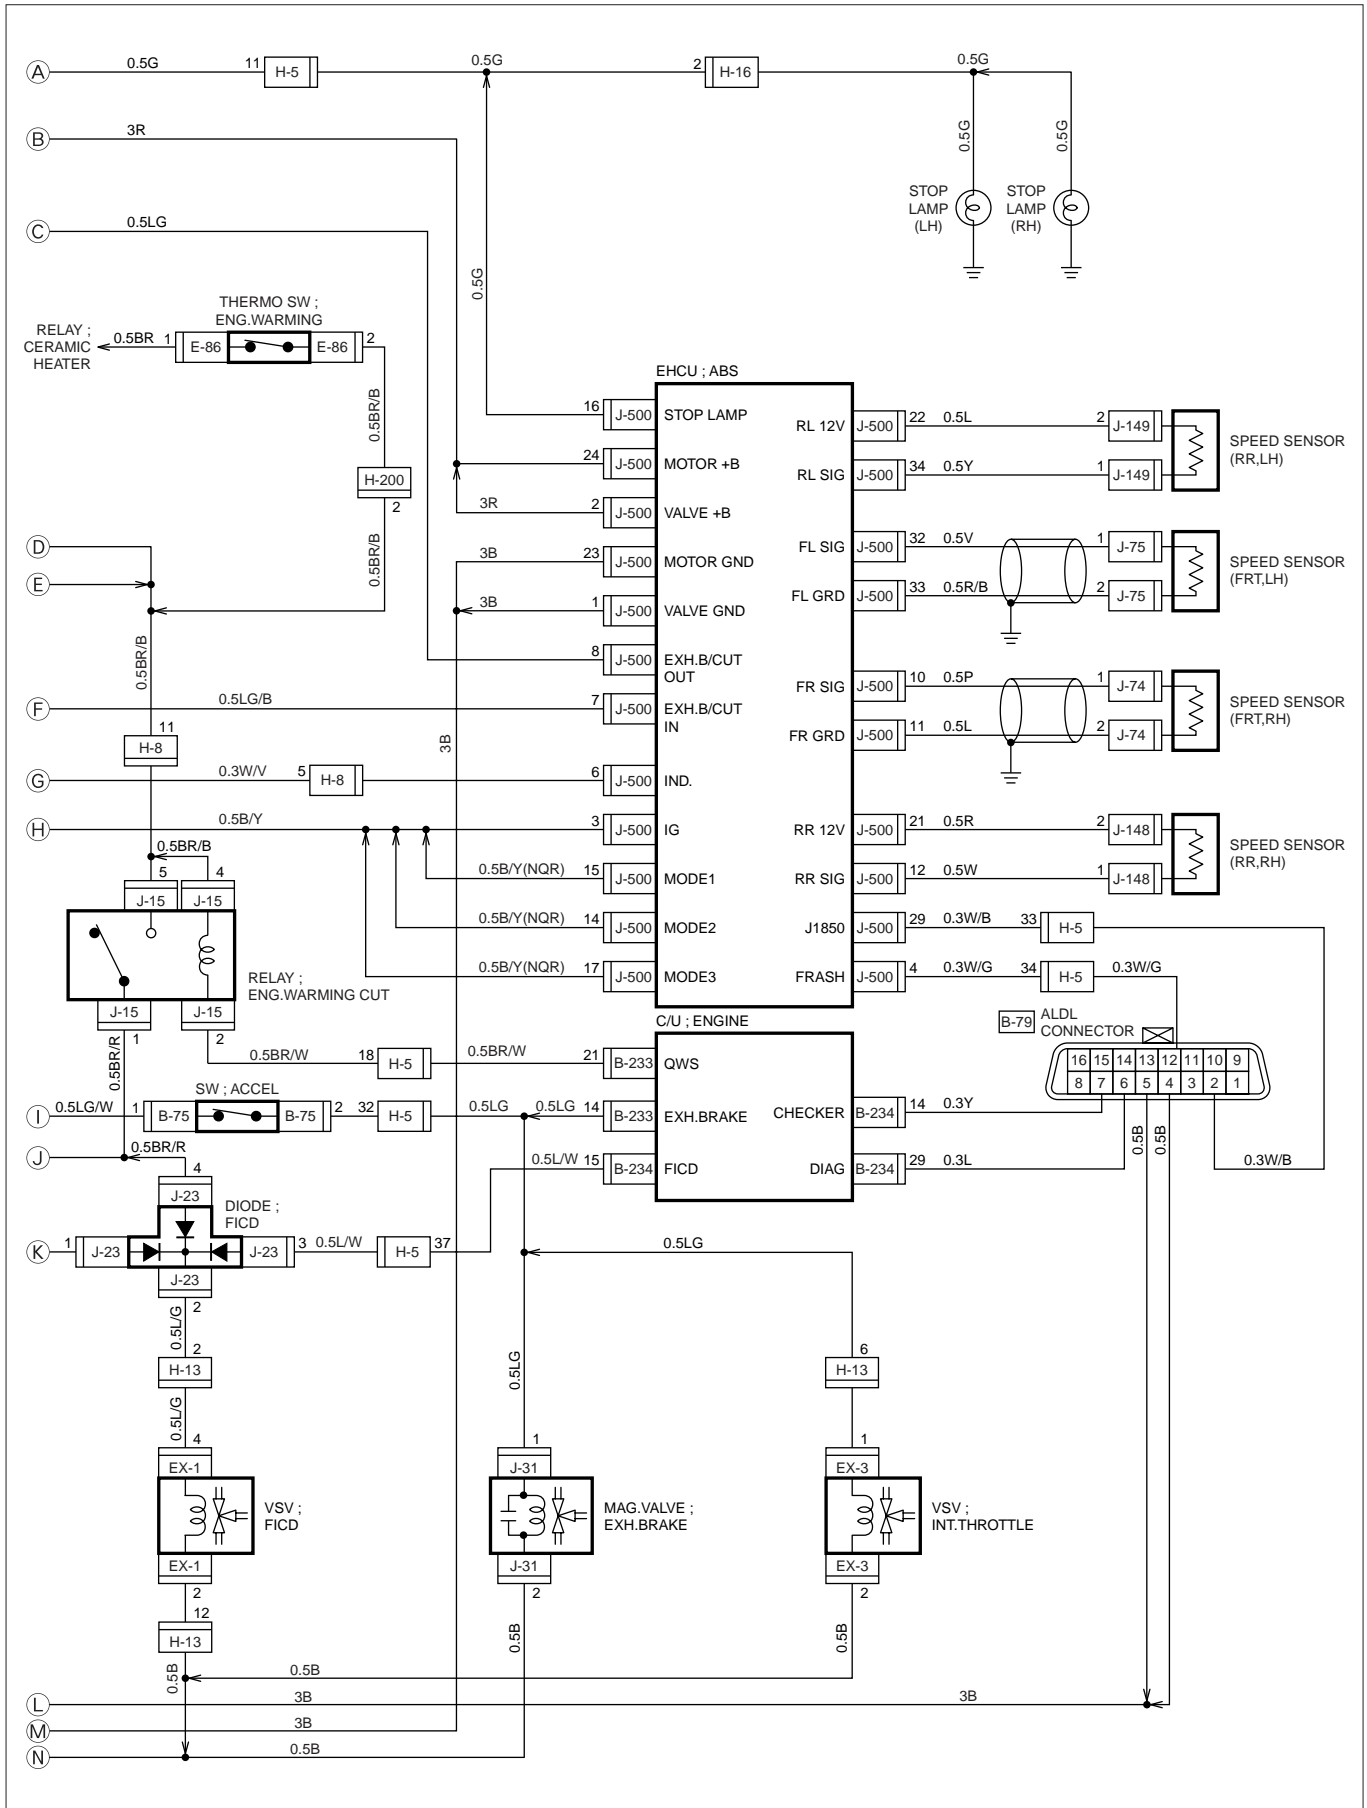 A 0.5G 11 H-5 0.5G 2 H-16 0.5G
0.5G 0.5G
B 3R
STOP LAMP (LH)
STOP LAMP (RH)
C 0.5LG
0.5G
THERMO SW ;
ENG.WARMING
RELAY ;
CERAMIC
HEATER
0.5BR 1 E-86 E-86 2
0.5BR/B
H-200
2
0.5BR/B
EHCU ; ABS
16 J-500 STOP LAMP
24 J-500 MOTOR +B
3R 2 J-500 VALVE +B
3B 23 J-500 MOTOR GND
3B 1 J-500 VALVE GND
8 J-500 EXH.B/CUT
OUT
7 J-500 EXH.B/CUT
IN
6 J-500 IND.
3 J-500 IG
0.5B/Y(NQR) 15 J-500 MODE1
0.5B/Y(NQR) 14 J-500 MODE2
0.5B/Y(NQR) 17 J-500 MODE3
RL 12V J-500 22 0.5L 2 J-149
RL SIG J-500 34 0.5Y 1 J-149
SPEED SENSOR
(RR,LH)
FL SIG J-500 32 0.5V 1 J-75
FL GRD J-500 33 0.5R/B 2 J-75
SPEED SENSOR
(FRT,LH)
FR SIG J-500 10 0.5P 1 J-74
FR GRD J-500 11 0.5L 2 J-74
SPEED SENSOR
(FRT,RH)
RR 12V J-500 21 0.5R 2 J-148
RR SIG J-500 12 0.5W 1 J-148
SPEED SENSOR
(RR,RH)
J1850 J-500 29 0.3W/B 33 H-5
FRASH J-500 4 0.3W/G 34 H-5 0.3W/G
D
E
0.5BR/B
F 0.5LG/B
11
H-8
3B
G 0.3W/V 5 H-8
H 0.5B/Y
0.5BR/B
5 4
J-15 J-15
RELAY ;
ENG.WARMING CUT
J-15 J-15
1 2
0.5BR/R
0.5BR/W 18 H-5 0.5BR/W
C/U ; ENGINE
21 B-233 QWS
0.5LG 14 B-233 EXH.BRAKE
0.5L/W 15 B-234 FICD
CHECKER B-234 14 0.3Y
DIAG B-234 29 0.3L
B-79 ALDL
CONNECTOR
16 15 14 13 12 11 10 9
8 7 6 5 4 3 2 1
0.5B 0.5B
0.3W/B
SW ; ACCEL
I 0.5LG/W 1 B-75 B-75 2 32 H-5 0.5LG
J 0.5BR/R
4
J-23
DIODE ;
FICD
K 1 J-23 J-23 3 0.5L/W H-5 37
J-23
2
0.5LG
0.5L/G
2
H-13
0.5L/G
4
EX-1
VSV ;
FICD
EX-1
2
12
H-13
0.5B
0.5LG
1
J-31
MAG.VALVE ;
EXH.BRAKE
J-31
2
0.5B
6
H-13
1
EX-3
VSV ;
INT.THROTTLE
EX-3
2
0.5B
0.5B
L 3B 3B
M 3B
N 0.5B